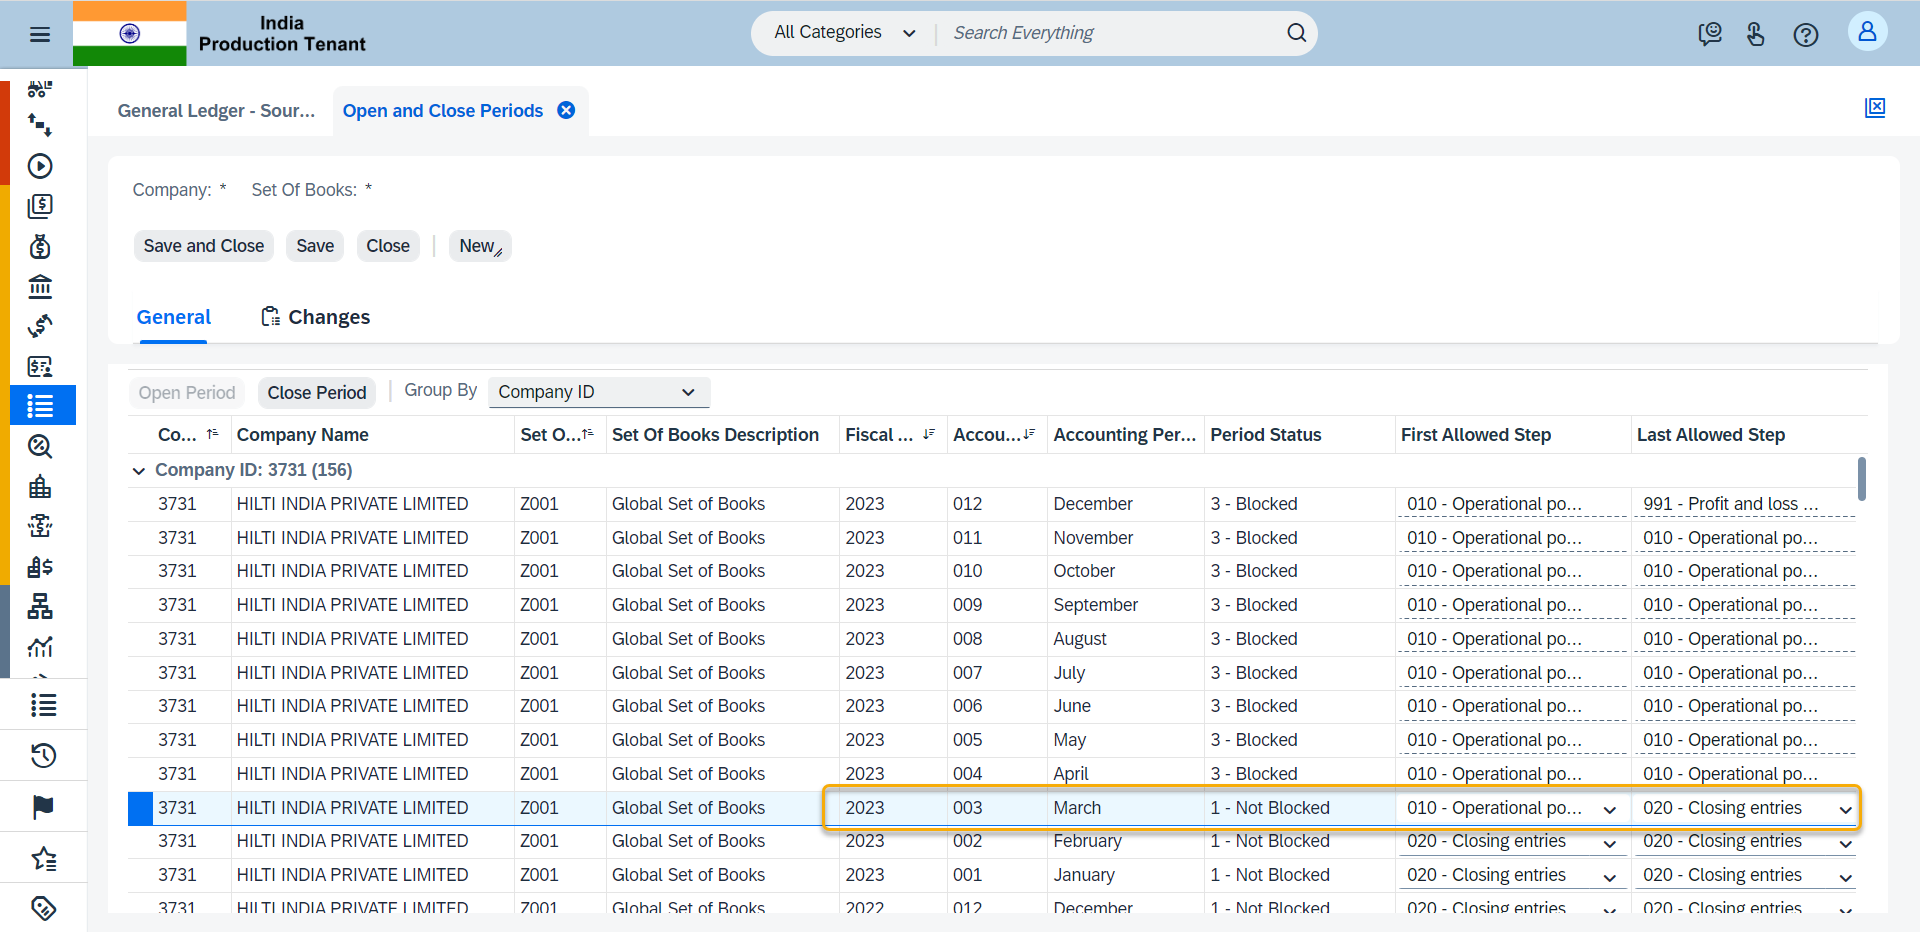 India
Production Tenant
All Categories
Search Everything
General Ledger - Sour...
Open and Close Periods
Company: * Set Of Books: *
Save and Close Save Close New
General Changes
Open Period Close Period Group By Company ID
Co... Company Name Set O... Set Of Books Description Fiscal ... Accou... Accounting Per... Period Status First Allowed Step Last Allowed Step
Company ID: 3731 (156)
3731 HILTI INDIA PRIVATE LIMITED Z001 Global Set of Books 2023 012 December 3 - Blocked 010 - Operational po... 991 - Profit and loss ...
3731 HILTI INDIA PRIVATE LIMITED Z001 Global Set of Books 2023 011 November 3 - Blocked 010 - Operational po... 010 - Operational po...
3731 HILTI INDIA PRIVATE LIMITED Z001 Global Set of Books 2023 010 October 3 - Blocked 010 - Operational po... 010 - Operational po...
3731 HILTI INDIA PRIVATE LIMITED Z001 Global Set of Books 2023 009 September 3 - Blocked 010 - Operational po... 010 - Operational po...
3731 HILTI INDIA PRIVATE LIMITED Z001 Global Set of Books 2023 008 August 3 - Blocked 010 - Operational po... 010 - Operational po...
3731 HILTI INDIA PRIVATE LIMITED Z001 Global Set of Books 2023 007 July 3 - Blocked 010 - Operational po... 010 - Operational po...
3731 HILTI INDIA PRIVATE LIMITED Z001 Global Set of Books 2023 006 June 3 - Blocked 010 - Operational po... 010 - Operational po...
3731 HILTI INDIA PRIVATE LIMITED Z001 Global Set of Books 2023 005 May 3 - Blocked 010 - Operational po... 010 - Operational po...
3731 HILTI INDIA PRIVATE LIMITED Z001 Global Set of Books 2023 004 April 3 - Blocked 010 - Operational po... 010 - Operational po...
3731 HILTI INDIA PRIVATE LIMITED Z001 Global Set of Books 2023 003 March 1 - Not Blocked 010 - Operational po... 020 - Closing entries
3731 HILTI INDIA PRIVATE LIMITED Z001 Global Set of Books 2023 002 February 1 - Not Blocked 020 - Closing entries 020 - Closing entries
3731 HILTI INDIA PRIVATE LIMITED Z001 Global Set of Books 2023 001 January 1 - Not Blocked 020 - Closing entries 020 - Closing entries
3731 HILTI INDIA PRIVATE LIMITED Z001 Global Set of Books 2022 012 December 1 - Not Blocked 020 - Closing entries 020 - Closing entries